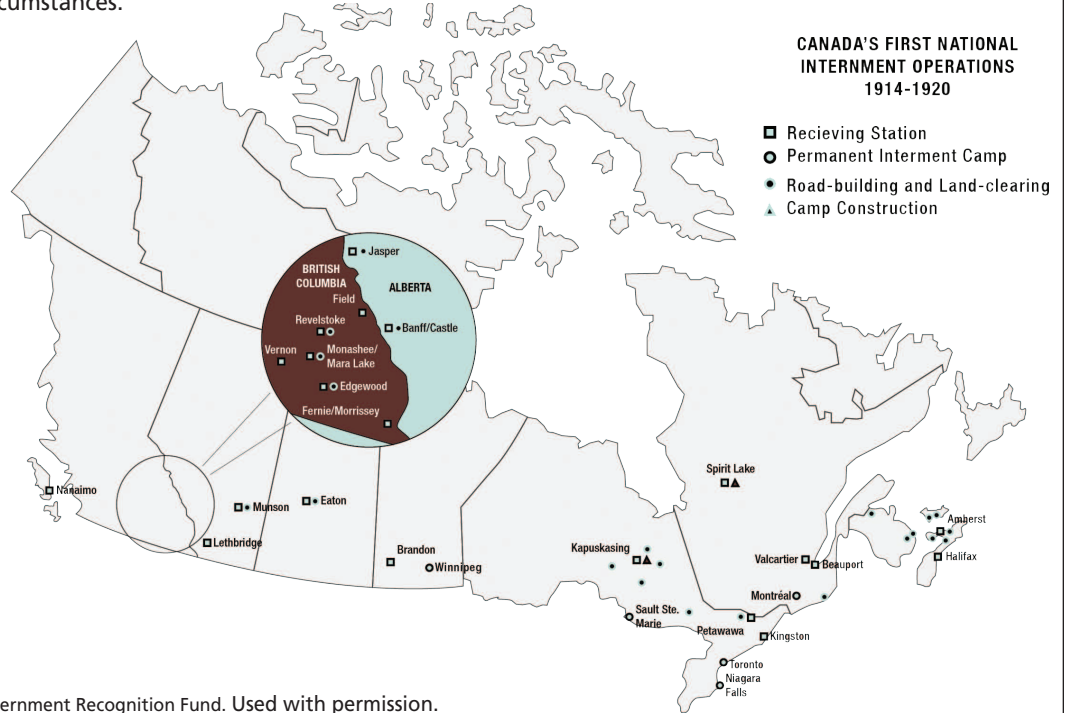 cumstances.
CANADA'S FIRST NATIONAL
INTERNMENT OPERATIONS
1914-1920
Recieving Station
Permanent Interment Camp
Road-building and Land-clearing
Camp Construction
Jasper
BRITISH
COLUMBIA
ALBERTA
Field
Revelstoke
Banff/Castle
Vernon
Monashee/
Mara Lake
Edgewood
Fernie/Morrissey
Spirit Lake
Nanaimo
Munson
Eaton
Lethbridge
Brandon
Winnipeg
Kapuskasing
Amherst
Halifax
Valcartier
Beauport
Montréal
Sault Ste.
Marie
Petawawa
Kingston
Toronto
Niagara
Falls
ernment Recognition Fund. Used with permission.